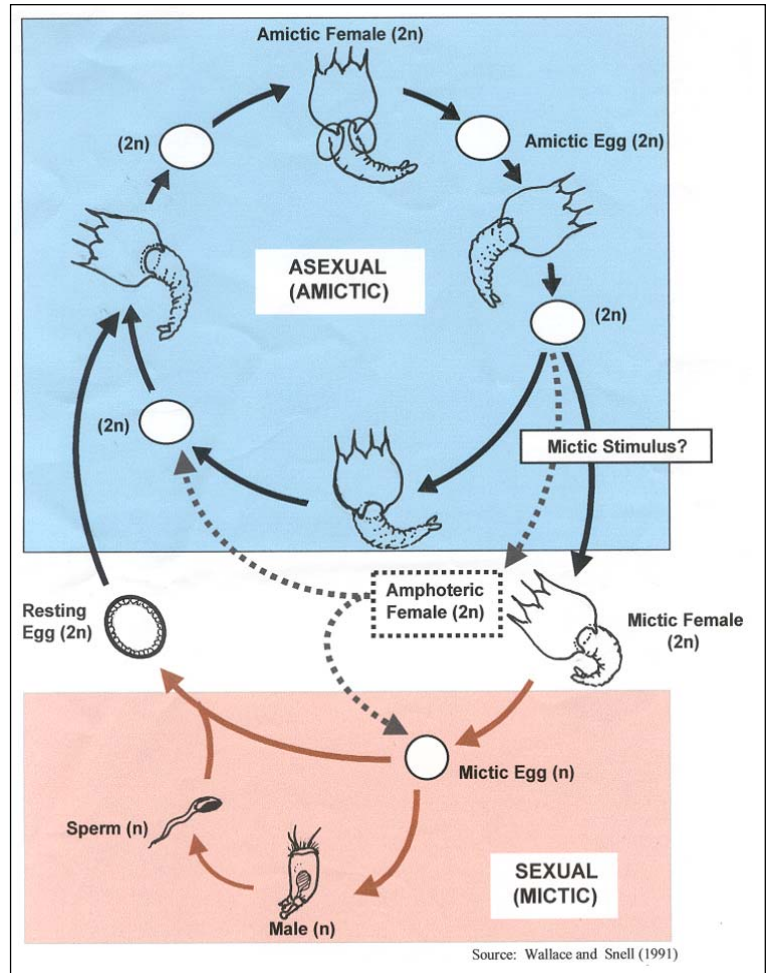 Amictic Female (2n)
(2n)
Amictic Egg (2n)
ASEXUAL
(AMICTIC)
(2n)
(2n)
Mictic Stimulus?
Resting
Egg (2n)
Amphoteric
Female (2n)
Mictic Female
(2n)
Mictic Egg (n)
Sperm (n)
SEXUAL
(MICTIC)
Male (n)
Source: Wallace and Snell (1991)